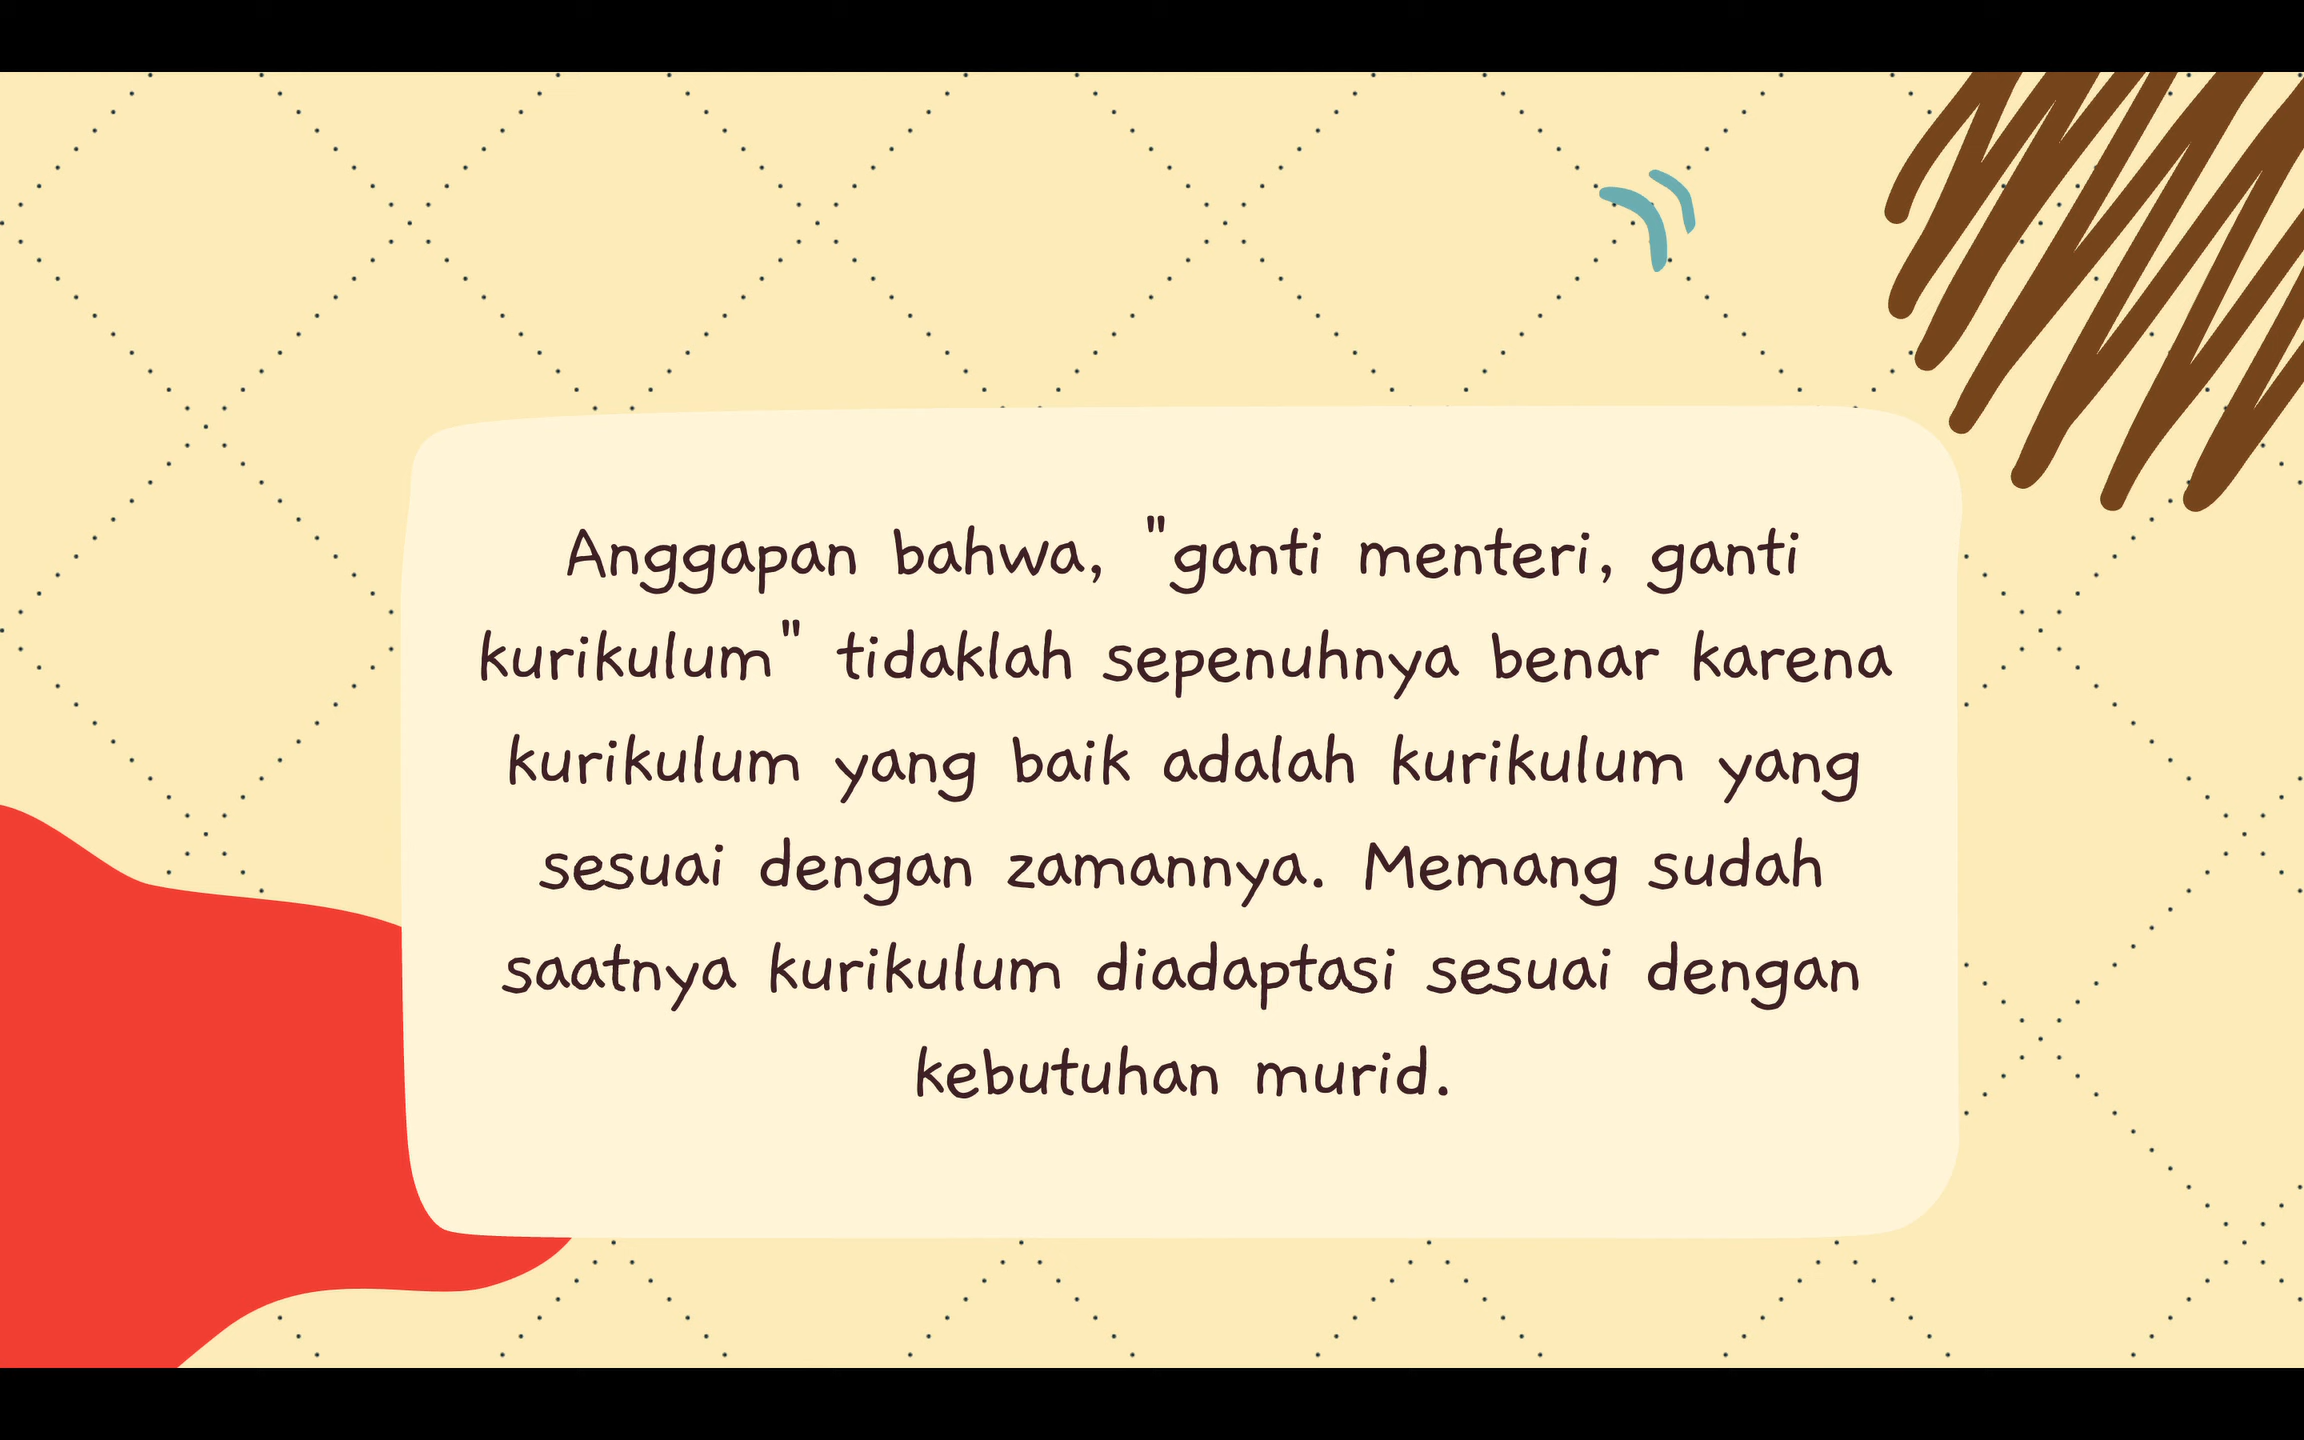 Anggapan bahwa, "ganti menteri, ganti
kurikulum" tidaklah sepenuhnya benar karena
kurikulum yang baik adalah kurikulum yang
sesuai dengan zamannya. Memang sudah
saatnya kurikulum diadaptasi sesuai dengan
kebutuhan murid.